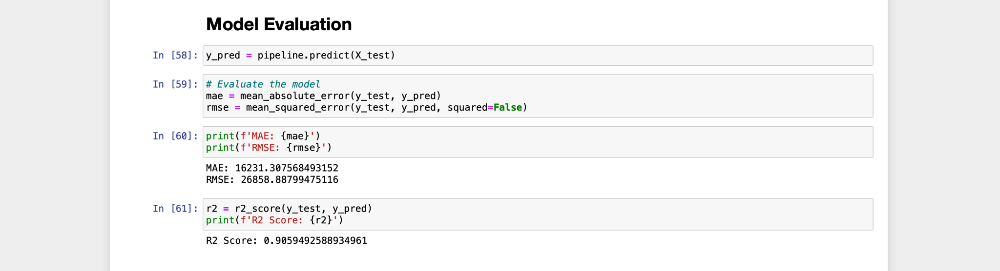 Model Evaluation
In [58]: y_pred = pipeline.predict(X_test)
In [59]: # Evaluate the model
mae = mean_absolute_error(y_test, y_pred)
rmse = mean_squared_error(y_test, y_pred, squared=False)
In [60]: print(f'MAE: {mae}')
print(f'RMSE: {rmse}')
MAE: 16231.307568493152
RMSE: 26858.88799475116
In [61]: r2 = r2_score(y_test, y_pred)
print(f'R2 Score: {r2}')
R2 Score: 0.9059492588934961